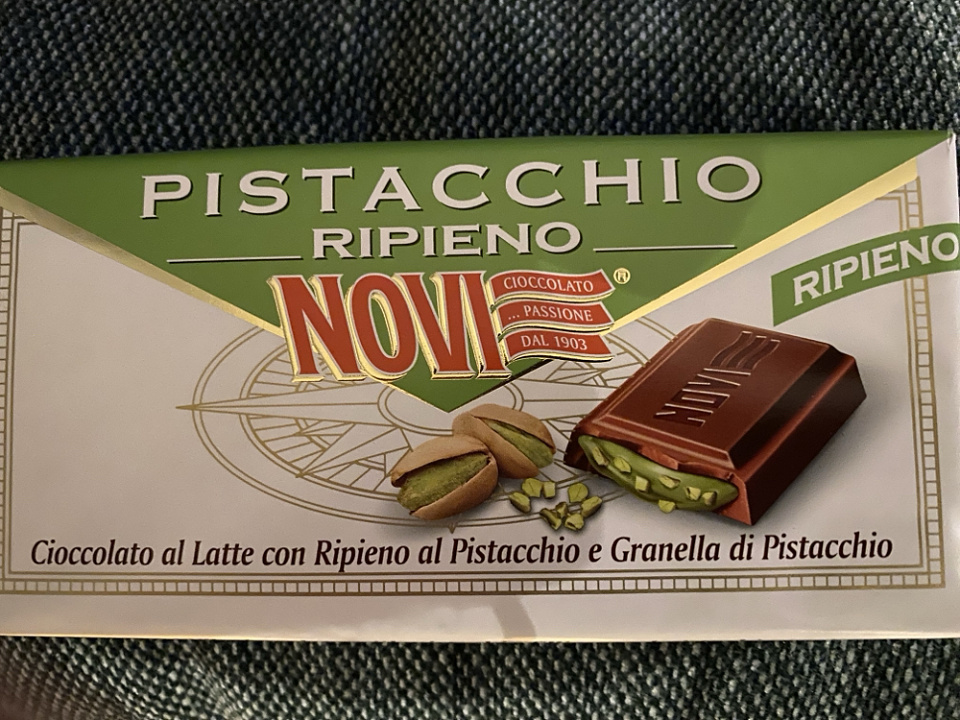 PISTACCHIO
RIPIENO
NOVI
CIOCCOLATO
... PASSIONE
DAL 1903
®
RIPIENO
NOVI
Cioccolato al Latte con Ripieno al Pistacchio e Granella di Pistacchio